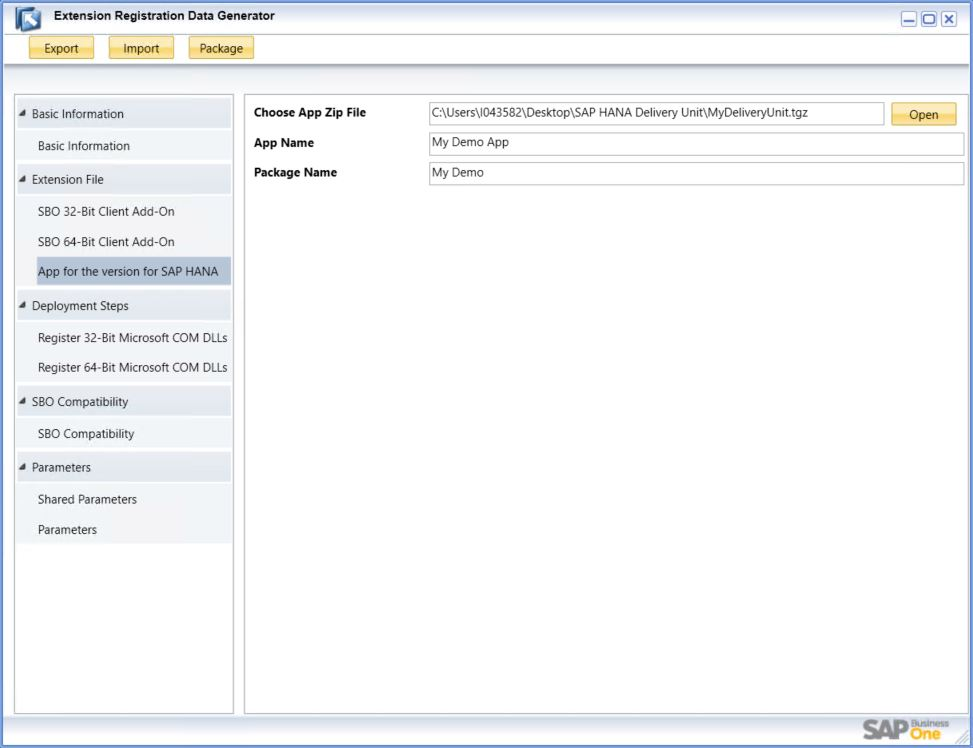 Extension Registration Data Generator
Export Import Package
Basic Information
Basic Information
Extension File
SBO 32-Bit Client Add-On
SBO 64-Bit Client Add-On
App for the version for SAP HANA
Deployment Steps
Register 32-Bit Microsoft COM DLLs
Register 64-Bit Microsoft COM DLLs
SBO Compatibility
SBO Compatibility
Parameters
Shared Parameters
Parameters
Choose App Zip File C:\Users\I043582\Desktop\SAP HANA Delivery Unit\MyDeliveryUnit.tgz Open
App Name My Demo App
Package Name My Demo
SAP Business One